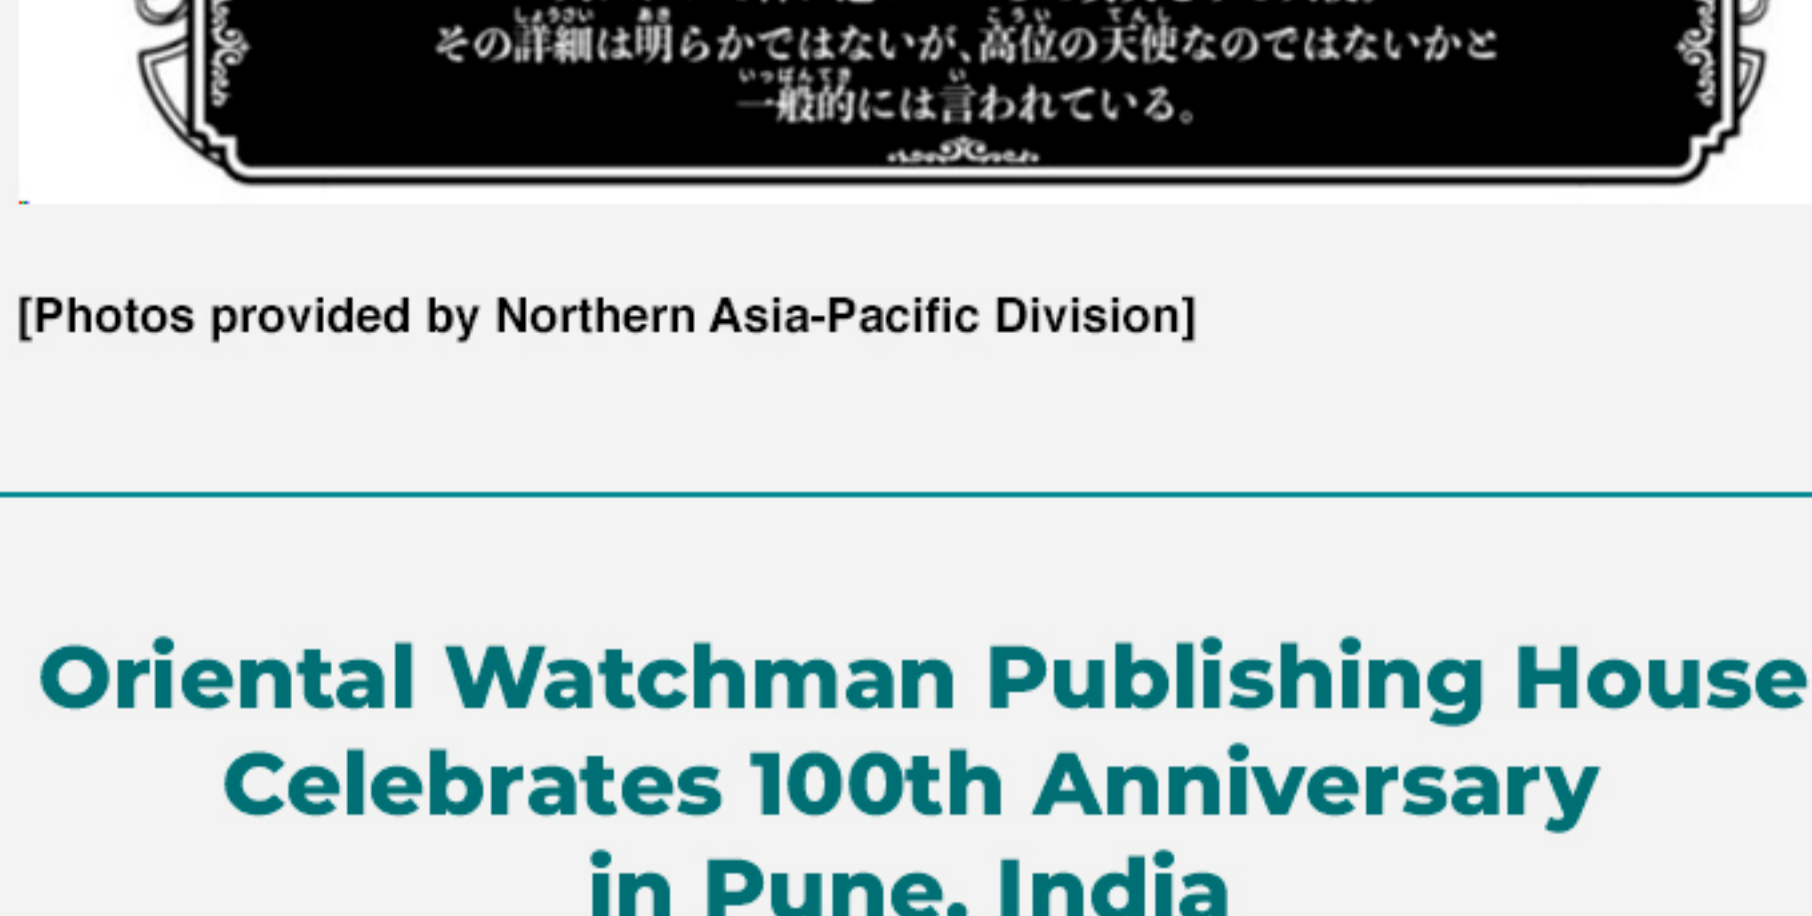 その詳細は明らかではないが、高位の天使なのではないかと
一般的には言われている。
[Photos provided by Northern Asia-Pacific Division]
Oriental Watchman Publishing House
Celebrates 100th Anniversary
in Pune, India